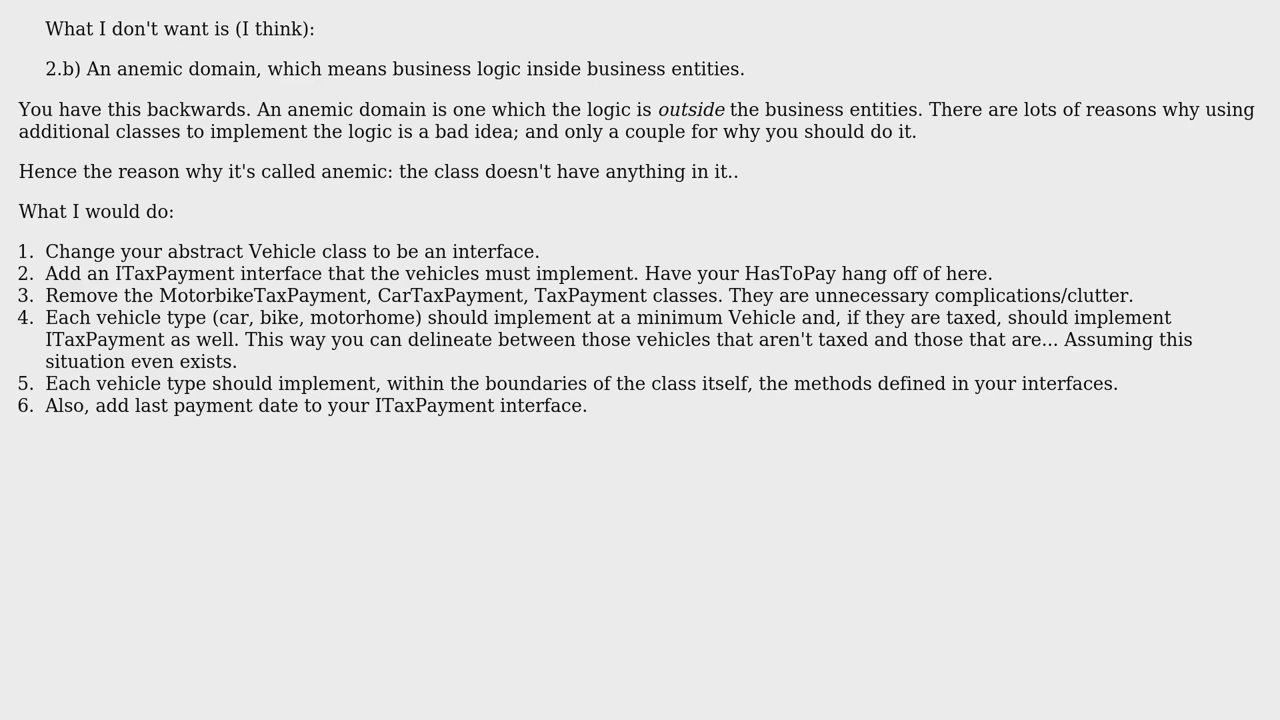 What I don't want is (I think):
2.b) An anemic domain, which means business logic inside business entities.
You have this backwards. An anemic domain is one which the logic is outside the business entities. There are lots of reasons why using
additional classes to implement the logic is a bad idea; and only a couple for why you should do it.
Hence the reason why it's called anemic: the class doesn't have anything in it..
What I would do:
1. Change your abstract Vehicle class to be an interface.
2. Add an ITaxPayment interface that the vehicles must implement. Have your HasToPay hang off of here.
3. Remove the MotorbikeTaxPayment, CarTaxPayment, TaxPayment classes. They are unnecessary complications/clutter.
4. Each vehicle type (car, bike, motorhome) should implement at a minimum Vehicle and, if they are taxed, should implement
ITaxPayment as well. This way you can delineate between those vehicles that aren't taxed and those that are... Assuming this
situation even exists.
5. Each vehicle type should implement, within the boundaries of the class itself, the methods defined in your interfaces.
6. Also, add last payment date to your ITaxPayment interface.